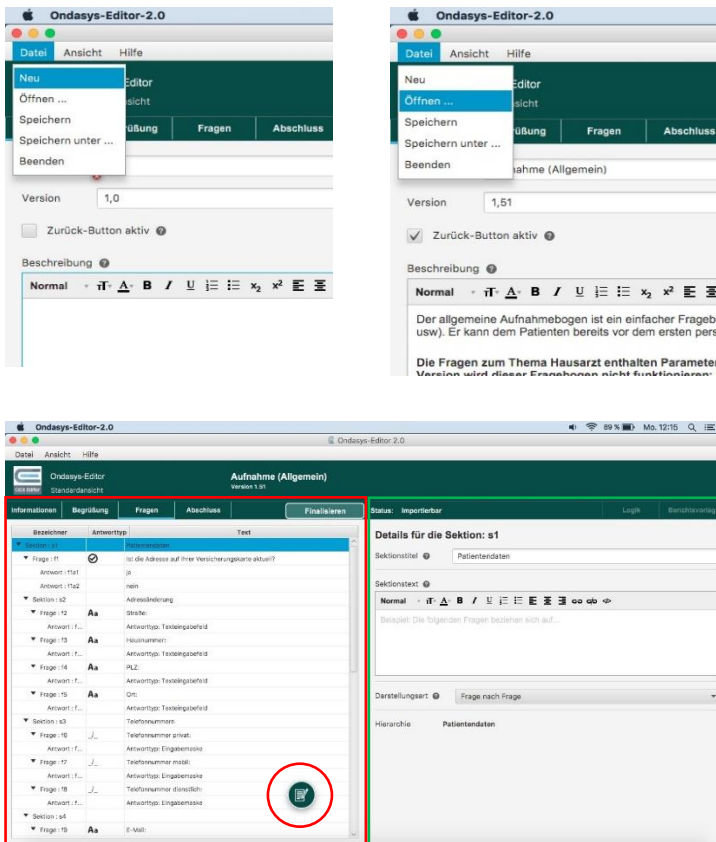 Ondasys-Editor-2.0
Datei Ansicht Hilfe
Neu
Öffnen ...
Speichern
Speichern unter ...
Beenden
Editor
sicht
rüßung Fragen Abschluss
Version 1,0
Zurück-Button aktiv
Beschreibung
Normal
Ondasys-Editor-2.0
Datei Ansicht Hilfe
Neu
Öffnen ...
Speichern
Speichern unter ...
Beenden
Editor
sicht
rüßung Fragen Abschluss
nahme (Allgemein)
Version 1,51
Zurück-Button aktiv
Beschreibung
Normal
Der allgemeine Aufnahmebogen ist ein einfacher Frageb
usw). Er kann dem Patienten bereits vor dem ersten pers
Die Fragen zum Thema Hausarzt enthalten Parameter
Version wird dieser Fragebogen nicht funktionieren:
Ondasys-Editor-2.0 69 % Mo. 12:15
Ondasys-Editor 2.0
Datei Ansicht Hilfe
Ondasys-Editor Aufnahme (Allgemein)
Standardansicht Version 1.51
Informationen Begrüßung Fragen Abschluss Finalisieren Status: Importierbar Logik Berichtsvorlag
Bezeichner Antworttyp Text
Sektion : s1 Patientendaten
Frage : f1 Ist die Adresse auf Ihrer Versicherungskarte aktuell?
Antwort : f1a1 ja
Antwort : f1a2 nein
Sektion : s2 Adressänderung
Frage : f2 Aa Straße:
Antwort : f... Antworttyp: Texteingabefeld
Frage : f3 Aa Hausnummer:
Antwort : f... Antworttyp: Texteingabefeld
Frage : f4 Aa PLZ:
Antwort : f... Antworttyp: Texteingabefeld
Frage : f5 Aa Ort:
Antwort : f... Antworttyp: Texteingabefeld
Sektion : s3 Telefonnummern
Frage : f6 _/_ Telefonnummer privat:
Antwort : f... Antworttyp: Eingabemaske
Frage : f7 _/_ Telefonnummer mobil:
Antwort : f... Antworttyp: Eingabemaske
Frage : f8 _/_ Telefonnummer dienstlich:
Antwort : f... Antworttyp: Eingabemaske
Sektion : s4
Frage : f9 Aa E-Mail:
Details für die Sektion: s1
Sektionstitel Patientendaten
Sektionstext
Normal
Beispiel: Die folgenden Fragen beziehen sich auf...
Darstellungsart Frage nach Frage
Hierarchie Patientendaten